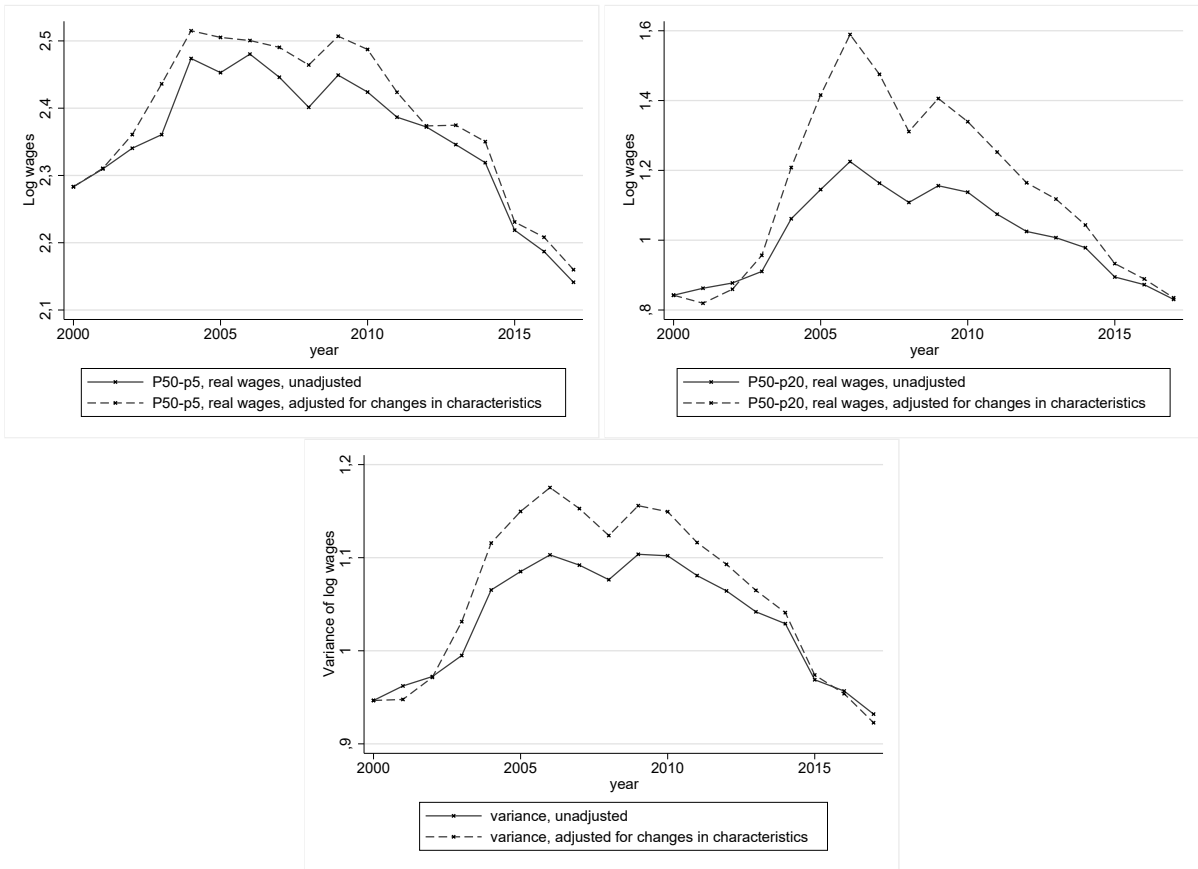 Log wages
2,5
2,4
2,3
2,2
2,1
2000
2005
2010
2015
year
P50-p5, real wages, unadjusted
P50-p5, real wages, adjusted for changes in characteristics
Log wages
1,6
1,4
1,2
1
,8
2000
2005
2010
2015
year
P50-p20, real wages, unadjusted
P50-p20, real wages, adjusted for changes in characteristics
Variance of log wages
1,2
1,1
1
,9
2000
2005
2010
2015
year
variance, unadjusted
variance, adjusted for changes in characteristics